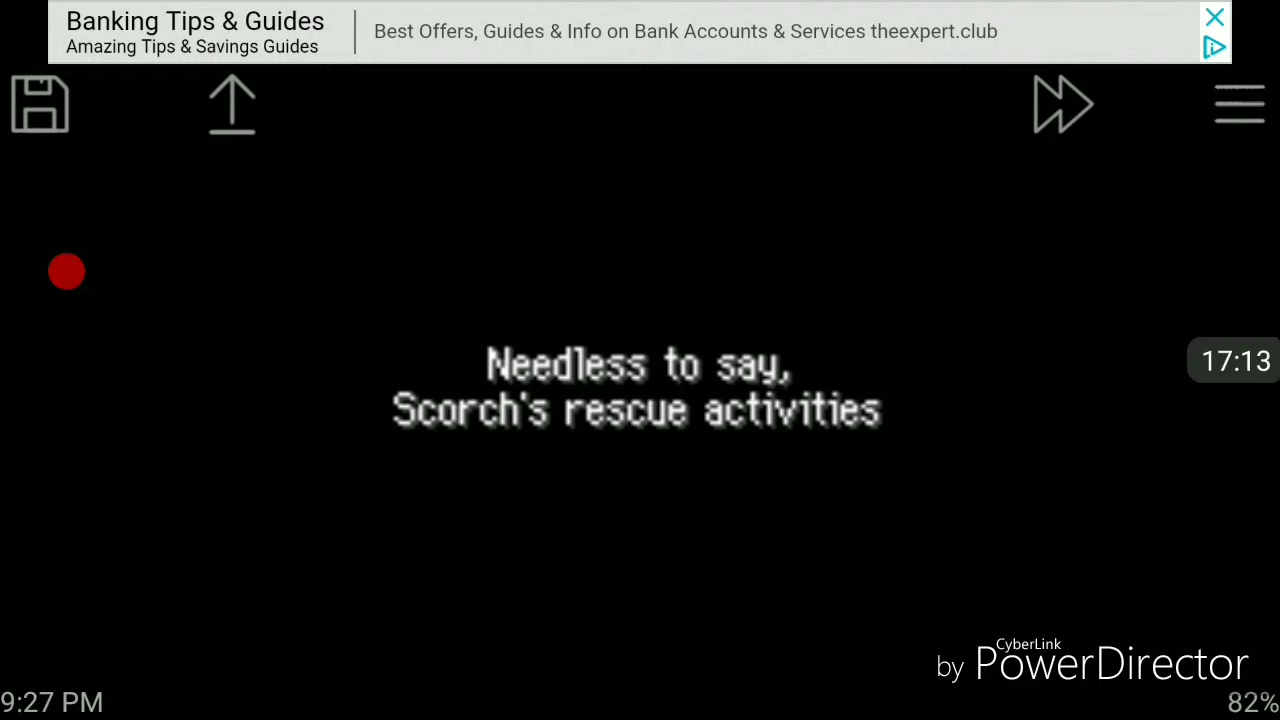 Banking Tips & Guides
Amazing Tips & Savings Guides
Best Offers, Guides & Info on Bank Accounts & Services theexpert.club
Needless to say,
Scorch's rescue activities
17:13
CyberLink
by PowerDirector
9:27 PM
82%